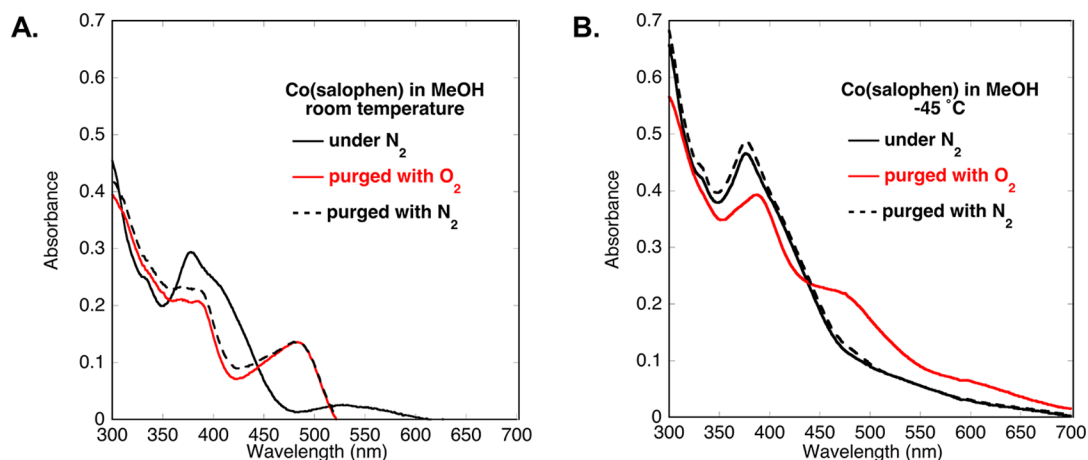 A.
Co(salophen) in MeOH
room temperature
under N2
purged with O2
purged with N2
Absorbance
0.7
0.6
0.5
0.4
0.3
0.2
0.1
0
300 350 400 450 500 550 600 650 700
Wavelength (nm)
B.
Co(salophen) in MeOH
-45 °C
under N2
purged with O2
purged with N2
Absorbance
0.7
0.6
0.5
0.4
0.3
0.2
0.1
0
300 350 400 450 500 550 600 650 700
Wavelength (nm)